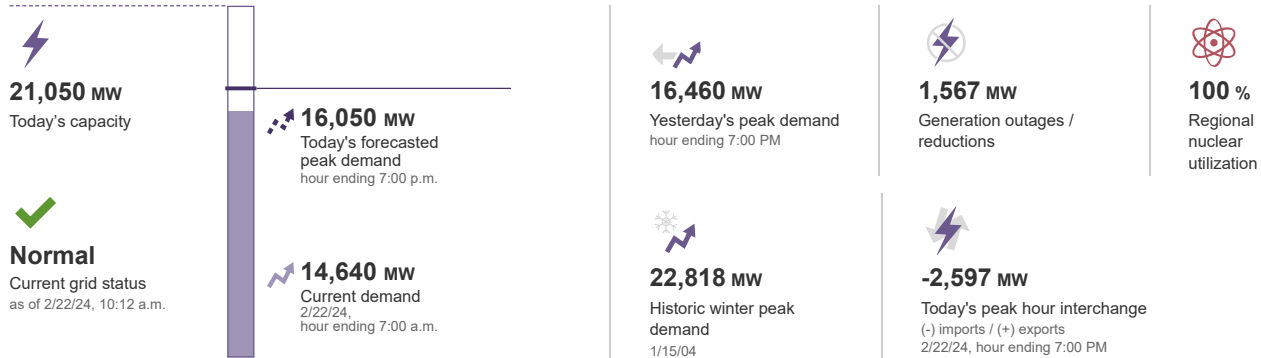 21,050 MW
Today's capacity
Normal
Current grid status
as of 2/22/24, 10:12 a.m.
16,050 MW
Today's forecasted
peak demand
hour ending 7:00 p.m.
14,640 MW
Current demand
2/22/24,
hour ending 7:00 a.m.
16,460 MW
Yesterday's peak demand
hour ending 7:00 PM
1,567 MW
Generation outages /
reductions
100 %
Regional
nuclear
utilization
22,818 MW
Historic winter peak
demand
1/15/04
-2,597 MW
Today's peak hour interchange
(-) imports / (+) exports
2/22/24, hour ending 7:00 PM